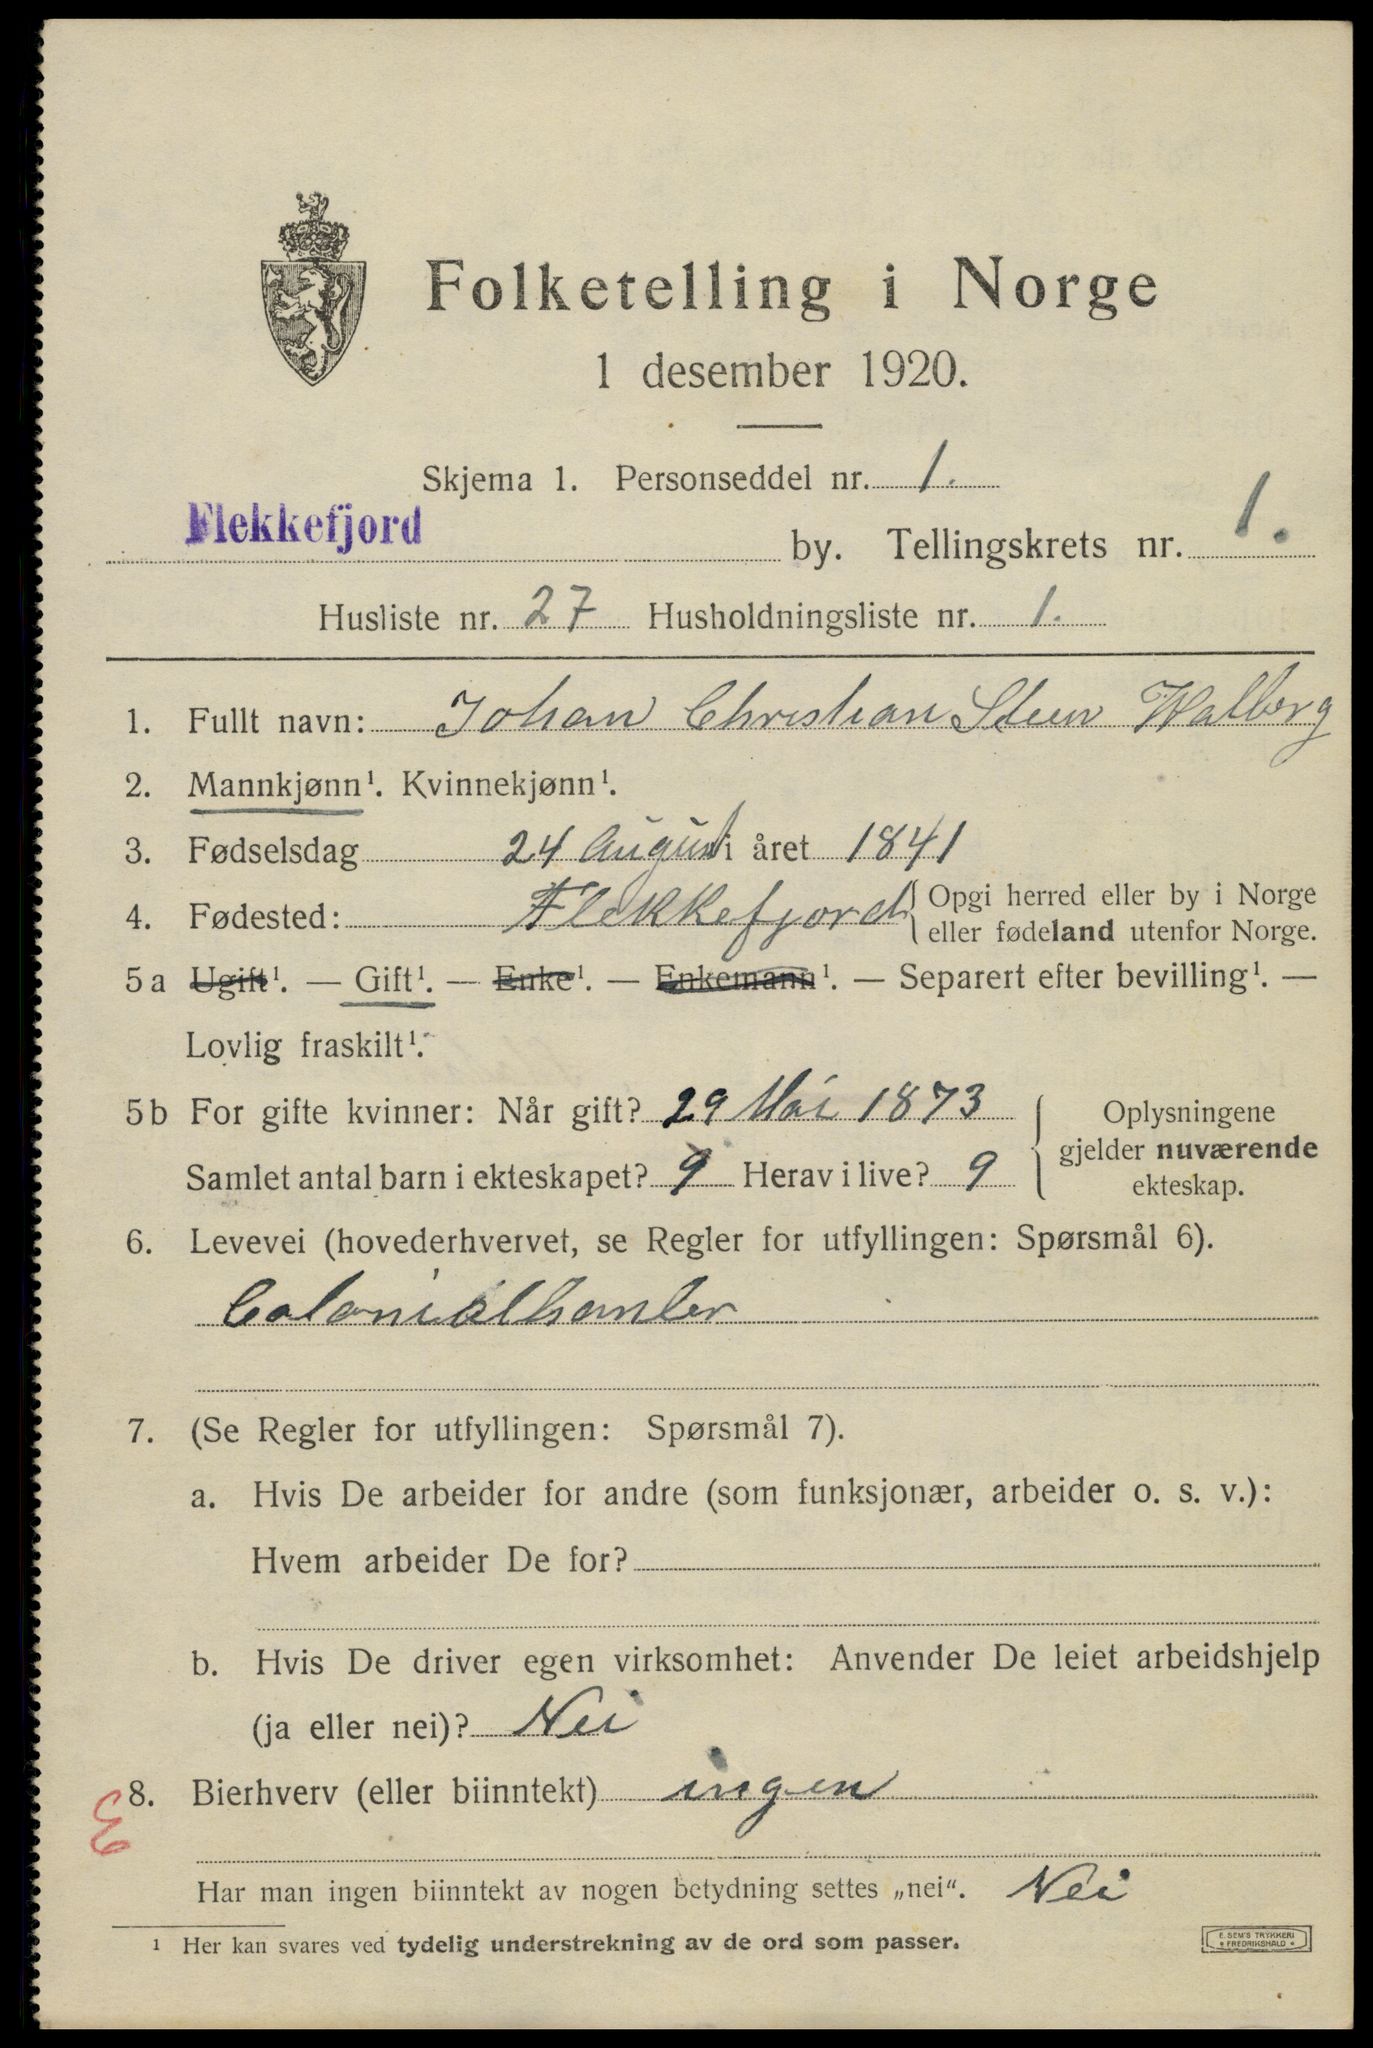 Folketelling i Norge
1 desember 1920.
Skjema 1. Personseddel nr. 1.
Flekkefjord by. Tellingskrets nr. 1.
Husliste nr. 27 Husholdningsliste nr. 1.
1. Fullt navn: Johan Christian Steen Walberg
2. Mannkjønn¹. Kvinnekjønn¹.
3. Fødselsdag 24 August i året 1841
4. Fødested: Flekkefjord { Opgi herred eller by i Norge
eller fødeland utenfor Norge.
5 a Ugift¹. — Gift¹. — Enke¹. — Enkemann¹. — Separert efter bevilling¹. —
Lovlig fraskilt¹.
5 b For gifte kvinner: Når gift? 29 Mai 1873
Samlet antal barn i ekteskapet? 9 Herav i live? 9
Oplysningene
gjelder nuværende
ekteskap.
6. Levevei (hovederhvervet, se Regler for utfyllingen: Spørsmål 6).
Colonialhanler
7. (Se Regler for utfyllingen: Spørsmål 7).
a. Hvis De arbeider for andre (som funksjonær, arbeider o. s. v.):
Hvem arbeider De for?
b. Hvis De driver egen virksomhet: Anvender De leiet arbeidshjelp
(ja eller nei)? Nei
8. Bierhverv (eller biinntekt) ingen
Har man ingen biinntekt av nogen betydning settes „nei“. Nei
¹ Her kan svares ved tydelig understrekning av de ord som passer.
E. SEM'S TRYKKERI
FREDRIKSHALD